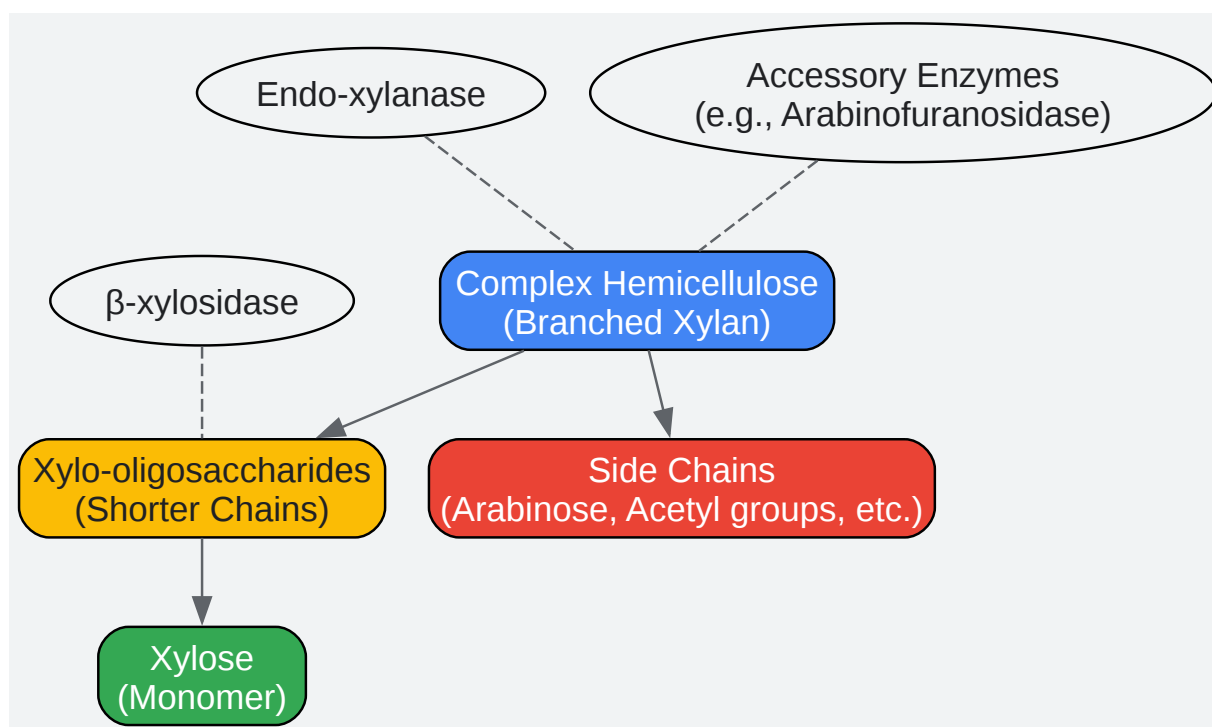 Endo-xylanase
Accessory Enzymes
(e.g., Arabinofuranosidase)
Complex Hemicellulose
(Branched Xylan)
β-xylosidase
Xylo-oligosaccharides
(Shorter Chains)
Side Chains
(Arabinose, Acetyl groups, etc.)
Xylose
(Monomer)